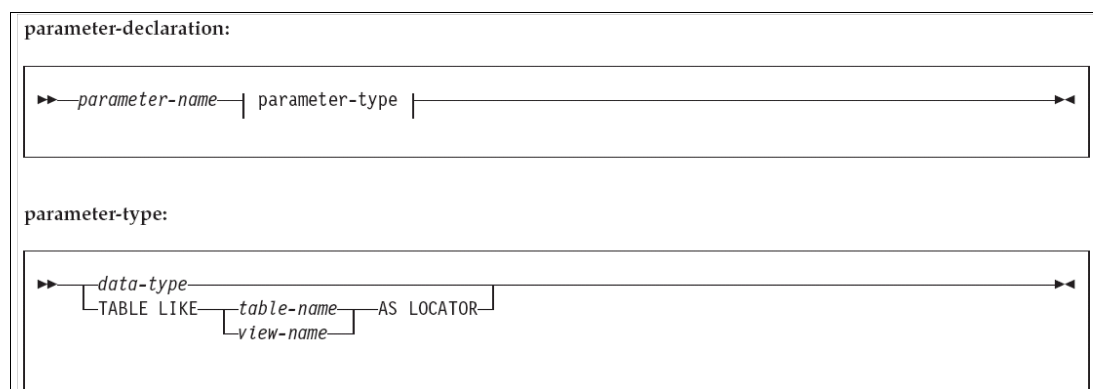 parameter-declaration:
parameter-name parameter-type
parameter-type:
data-type
TABLE LIKE table-name AS LOCATOR
view-name